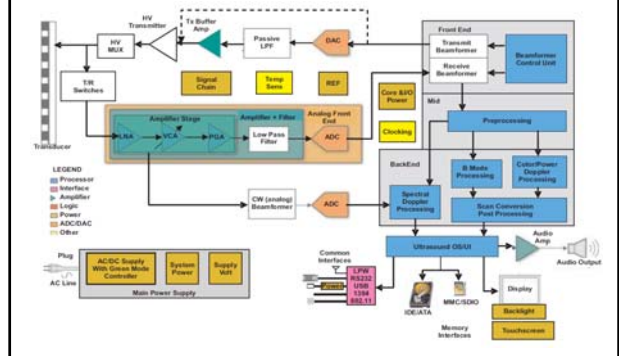 HV
Transmitter
Tx Buffer
Amp
Passive
LPF
DAC
Front End
Transmit
Beamformer
Receive
Beamformer
Beamformer
Control Unit
HV
MUX
T/R
Switches
Signal
Chain
Temp
Sens
REF
Core &I/O
Power
Mid
Amplifier Stage
Amplifier + Filter
Analog Front
End
LNA
VCA
PGA
Low Pass
Filter
ADC
Clocking
Preprocessing
Transducer
LEGEND
Processor
Interface
Amplifier
Logic
Power
ADC/DAC
Other
BackEnd
B Mode
Processing
Color/Power
Doppler
Processing
CW (analog)
Beamformer
ADC
Spectral
Doppler
Processing
Scan Conversion
Post Processing
Plug
AC Line
AC/DC Supply
With Green Mode
Controller
System
Power
Supply
Volt
Main Power Supply
Common
Interfaces
Ultrasound OS/UI
Audio
Amp
Audio Output
LPW
RS232
USB
1394
802.11
Power
IDE/ATA
MMC/SDIO
Memory
Interfaces
Display
Backlight
Touchscreen